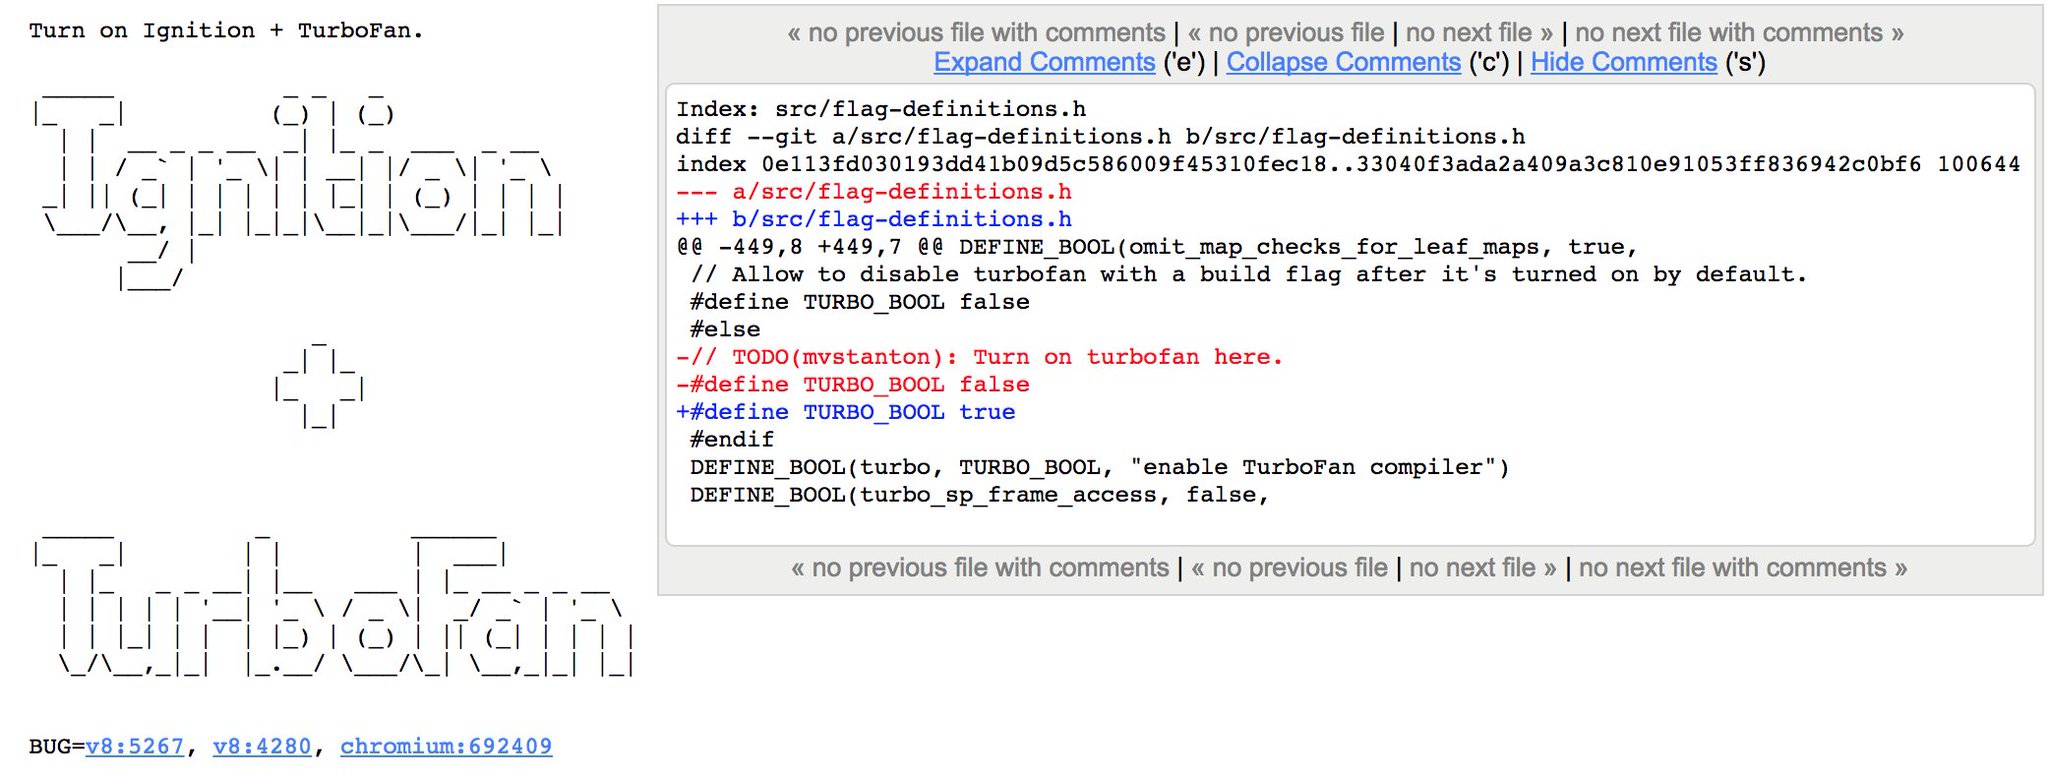 Turn on Ignition + TurboFan.
Ignition
+
TurboFan
BUG=v8:5267, v8:4280, chromium:692409
« no previous file with comments | « no previous file | no next file » | no next file with comments »
Expand Comments ('e') | Collapse Comments ('c') | Hide Comments ('s')
Index: src/flag-definitions.h
diff --git a/src/flag-definitions.h b/src/flag-definitions.h
index 0e113fd030193dd41b09d5c586009f45310fec18..33040f3ada2a409a3c810e91053ff836942c0bf6 100644
--- a/src/flag-definitions.h
+++ b/src/flag-definitions.h
@@ -449,8 +449,7 @@ DEFINE_BOOL(omit_map_checks_for_leaf_maps, true,
// Allow to disable turbofan with a build flag after it's turned on by default.
#define TURBO_BOOL false
#else
-// TODO(mvstanton): Turn on turbofan here.
-#define TURBO_BOOL false
+#define TURBO_BOOL true
#endif
DEFINE_BOOL(turbo, TURBO_BOOL, "enable TurboFan compiler")
DEFINE_BOOL(turbo_sp_frame_access, false,
« no previous file with comments | « no previous file | no next file » | no next file with comments »